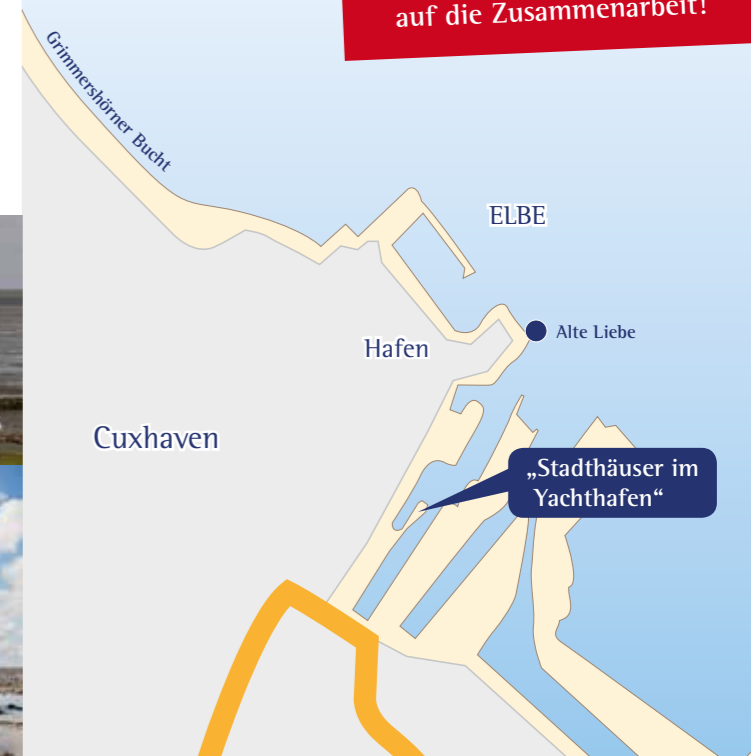 auf die Zusammenarbeit!
Grimmershörner Bucht
ELBE
Alte Liebe
Hafen
Cuxhaven
„Stadthäuser im
Yachthafen“